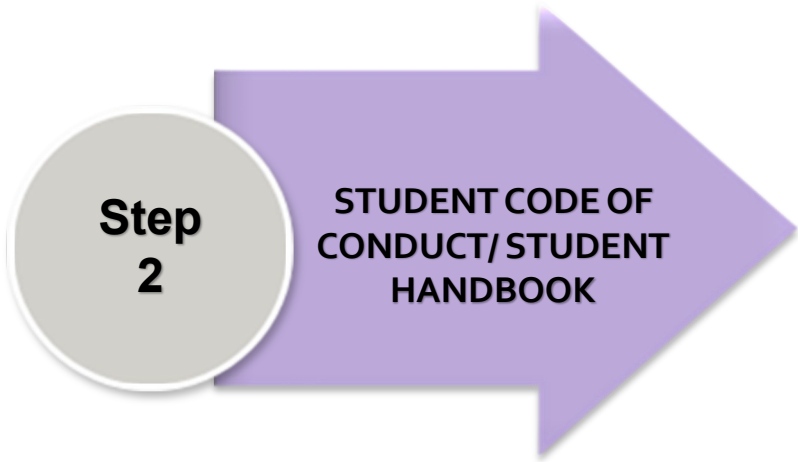 Step
2
STUDENT CODE OF
CONDUCT/ STUDENT
HANDBOOK